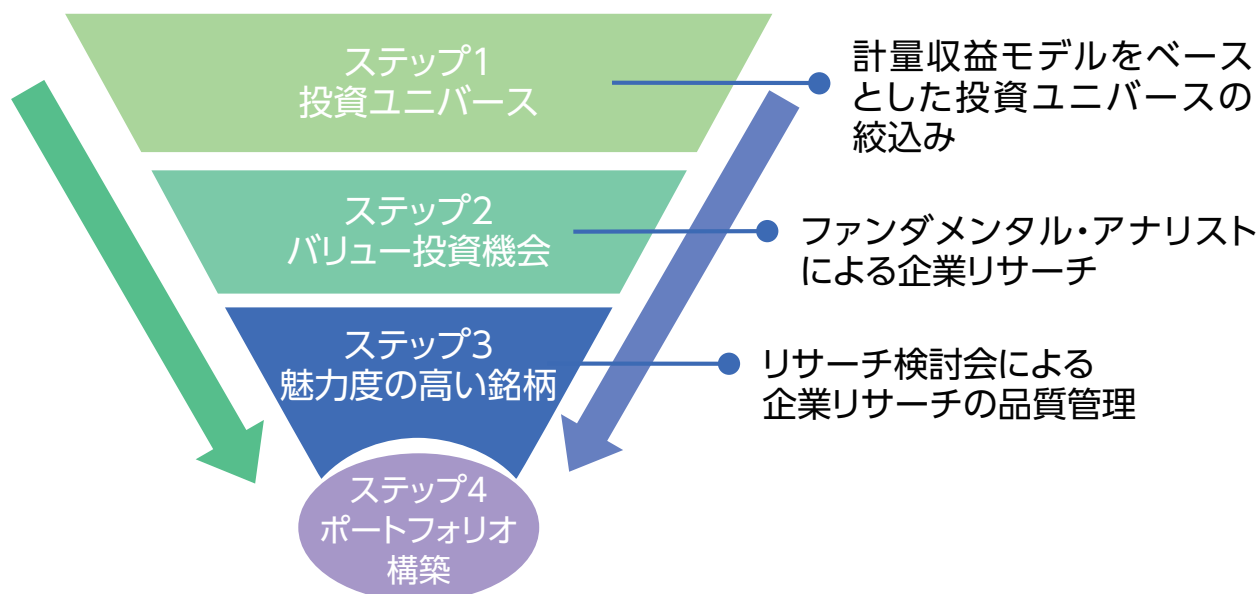 ステップ1
投資ユニバース
計量収益モデルをベース
とした投資ユニバースの
絞込み
ステップ2
バリュー投資機会
ファンダメンタル・アナリスト
による企業リサーチ
ステップ3
魅力度の高い銘柄
リサーチ検討会による
企業リサーチの品質管理
ステップ4
ポートフォリオ
構築